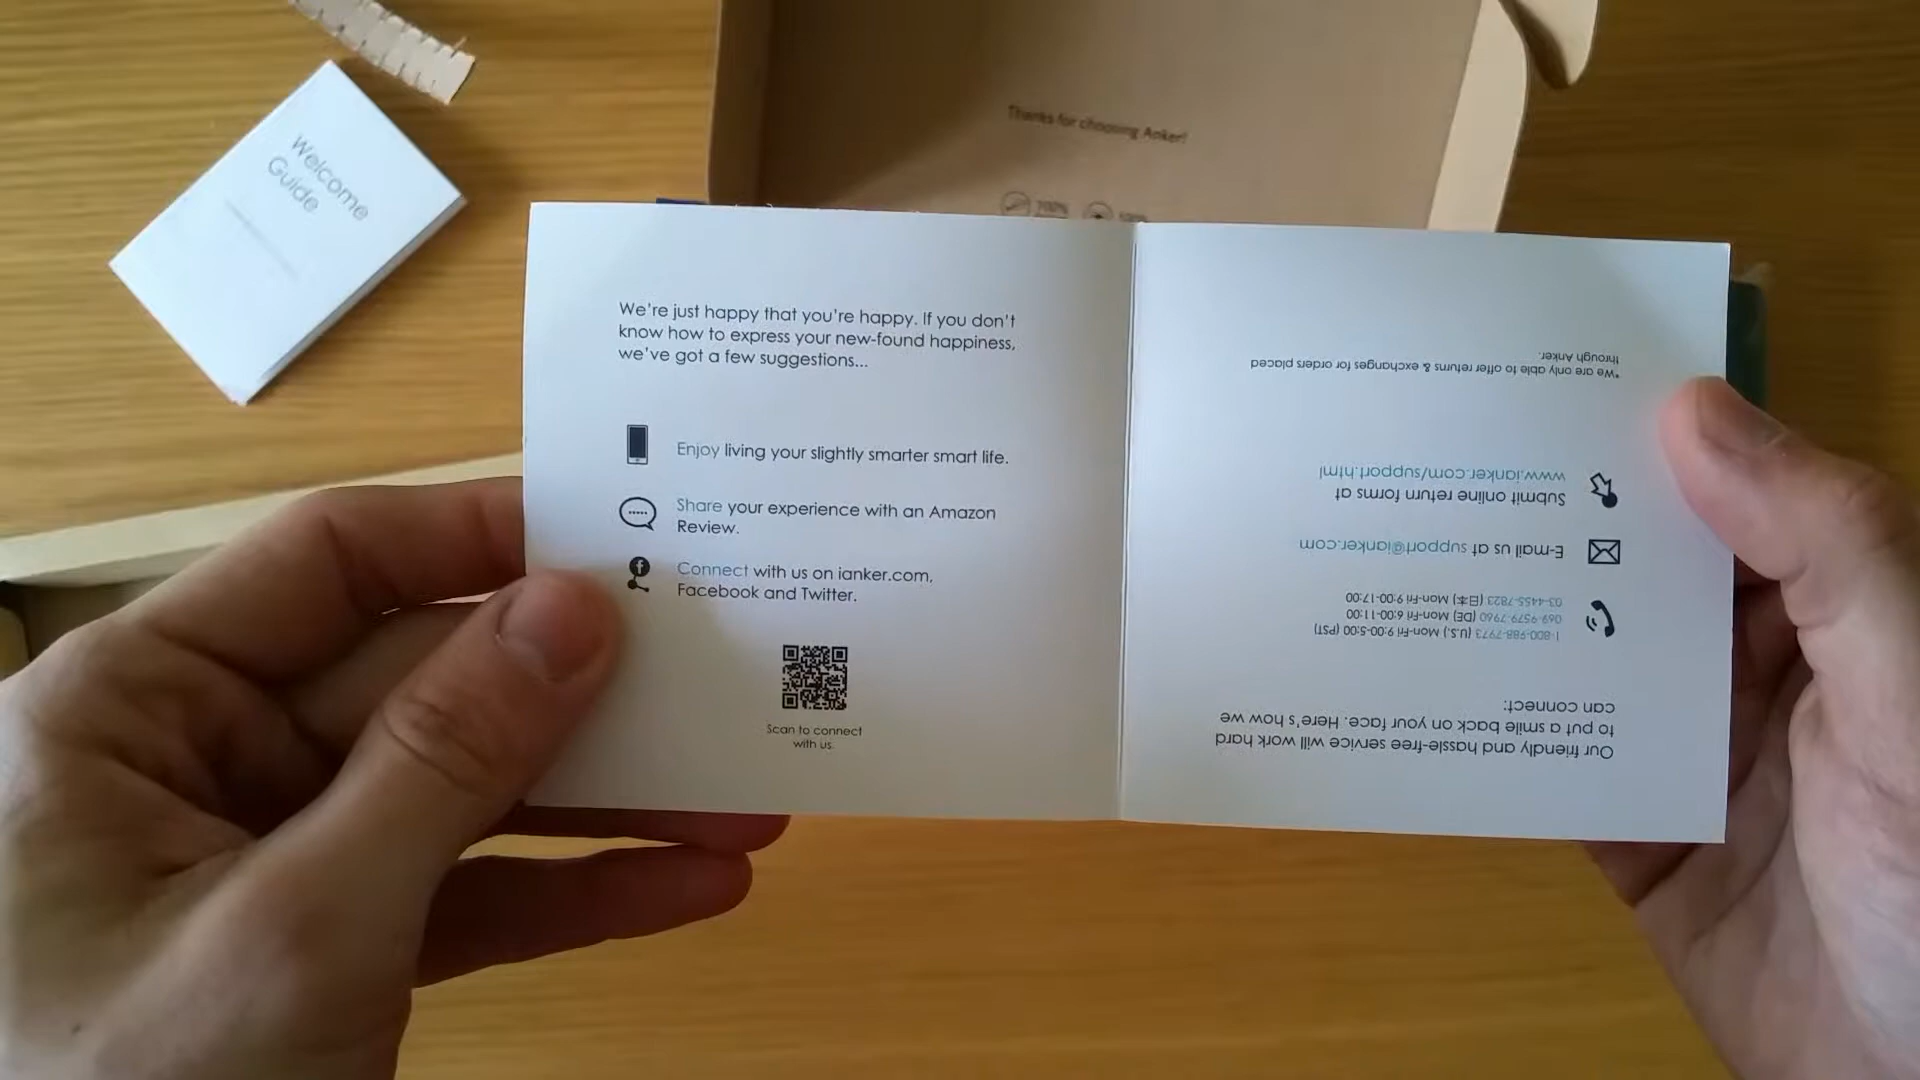 Welcome
Guide
Thanks for choosing Anker!
100%
We're just happy that you're happy. If you don't
know how to express your new-found happiness,
we've got a few suggestions...
Enjoy living your slightly smarter smart life.
Share your experience with an Amazon
Review.
Connect with us on ianker.com,
Facebook and Twitter.
Scan to connect
with us.
Our friendly and hassle-free service will work hard
to put a smile back on your face. Here's how we
can connect:
1-800-988-7973 (U.S.) Mon-Fri 9:00-5:00 (PST)
069-9579-7960 (DE) Mon-Fri 6:00-11:00
03-4455-7823 (日本) Mon-Fri 9:00-17:00
E-mail us at support@ianker.com
Submit online return forms at
www.ianker.com/support.html
*We are only able to offer returns & exchanges for orders placed
through Anker.